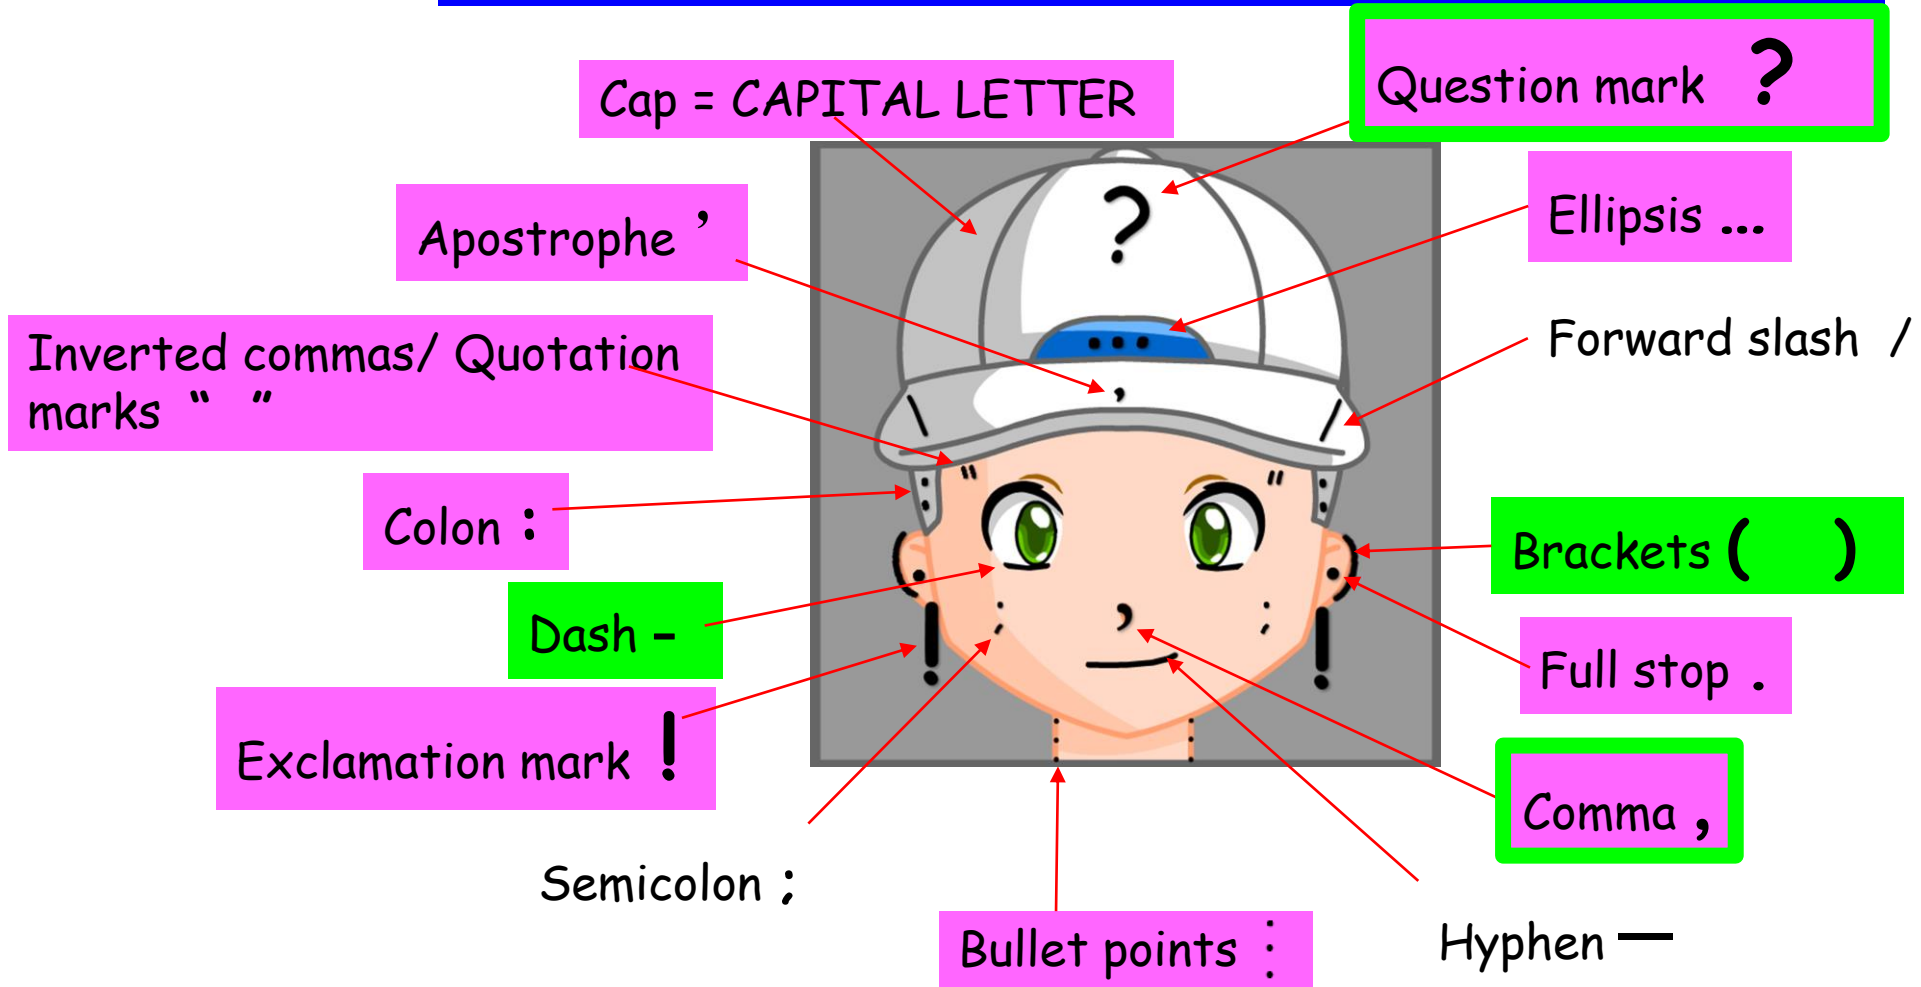 Question mark ?
Cap = CAPITAL LETTER
Ellipsis ...
Apostrophe ’
Forward slash /
Inverted commas/ Quotation
marks “ ”
Colon :
Brackets ( )
Dash –
Full stop .
Exclamation mark !
Comma ,
Semicolon ;
Bullet points ⋮
Hyphen —
?
...
’